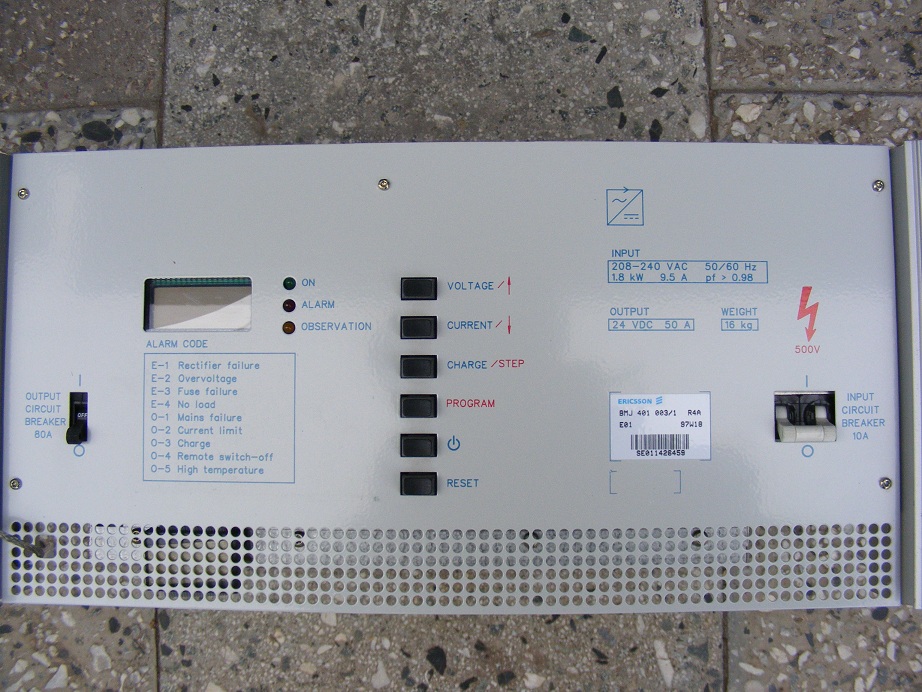 INPUT
208-240 VAC 50/60 Hz
1.8 kW 9.5 A pf > 0.98
OUTPUT
24 VDC 50 A
WEIGHT
16 kg
500V
ON
ALARM
OBSERVATION
VOLTAGE/
CURRENT/
CHARGE/STEP
PROGRAM
RESET
ALARM CODE
E-1 Rectifier failure
E-2 Overvoltage
E-3 Fuse failure
E-4 No load
O-1 Mains failure
O-2 Current limit
O-3 Charge
O-4 Remote switch-off
O-5 High temperature
OUTPUT
CIRCUIT
BREAKER
80A
I
OFF
O
ERICSSON
BMJ 401 003/1 R4A
E01 97W18
SE011426459
I
O
INPUT
CIRCUIT
BREAKER
10A